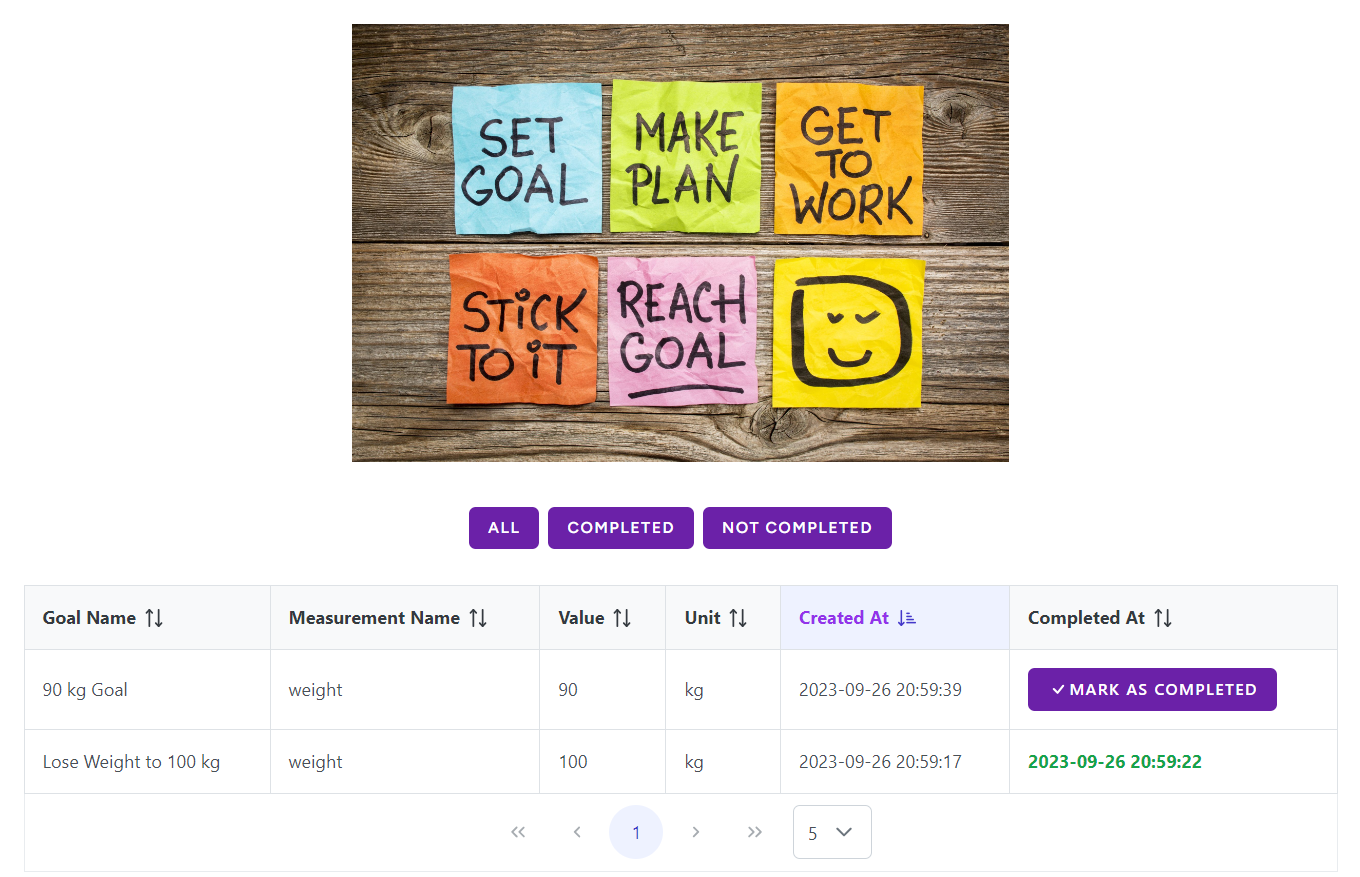 SET
GOAL
MAKE
PLAN
GET
TO
WORK
STICK
TO IT
REACH
GOAL
ALL COMPLETED NOT COMPLETED
Goal Name Measurement Name Value Unit Created At Completed At
90 kg Goal weight 90 kg 2023-09-26 20:59:39 MARK AS COMPLETED
Lose Weight to 100 kg weight 100 kg 2023-09-26 20:59:17 2023-09-26 20:59:22
1 5